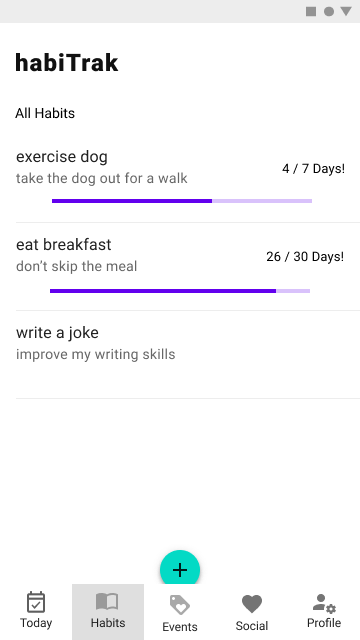 habiTrak
All Habits
exercise dog
take the dog out for a walk
4 / 7 Days!
eat breakfast
don't skip the meal
26 / 30 Days!
write a joke
improve my writing skills
Today
Habits
Events
Social
Profile